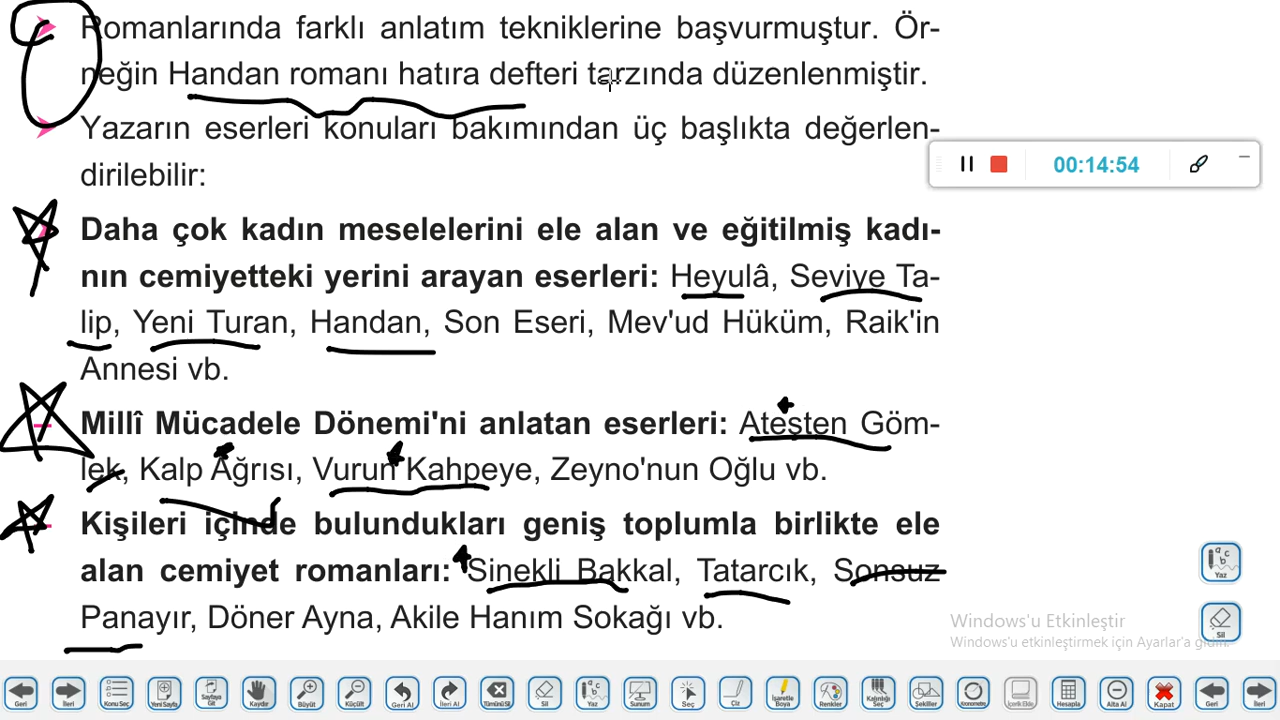 Romanlarında farklı anlatım tekniklerine başvurmuştur. Ör-
neğin Handan romanı hatıra defteri tarzında düzenlenmiştir.
Yazarın eserleri konuları bakımından üç başlıkta değerlen-
dirilebilir:
00:14:54
Daha çok kadın meselelerini ele alan ve eğitilmiş kadı-
nın cemiyetteki yerini arayan eserleri: Heyulâ, Seviye Ta-
lip, Yeni Turan, Handan, Son Eseri, Mev'ud Hüküm, Raik'in
Annesi vb.
Millî Mücadele Dönemi'ni anlatan eserleri: Ateşten Göm-
lek, Kalp Ağrısı, Vurun Kahpeye, Zeyno'nun Oğlu vb.
Kişileri içinde bulundukları geniş toplumla birlikte ele
alan cemiyet romanları: Sinekli Bakkal, Tatarcık, Sonsuz
Panayır, Döner Ayna, Akile Hanım Sokağı vb.
Yaz
Sil
Windows'u Etkinleştir
Windows'u etkinleştirmek için Ayarlar'a gidin.
Geri İleri Konu Seç Yeni Sayfa Sayfaya Git Kaydır Büyüt Küçült Geri Al İleri Al Tümünü Sil Sil Yaz Sunum Seç Çiz İşaretle Boya Renkler Kalınlığı Seç Şekiller Kronometre İçerik Ekle Hesapla Alta Al Kapat Geri İleri